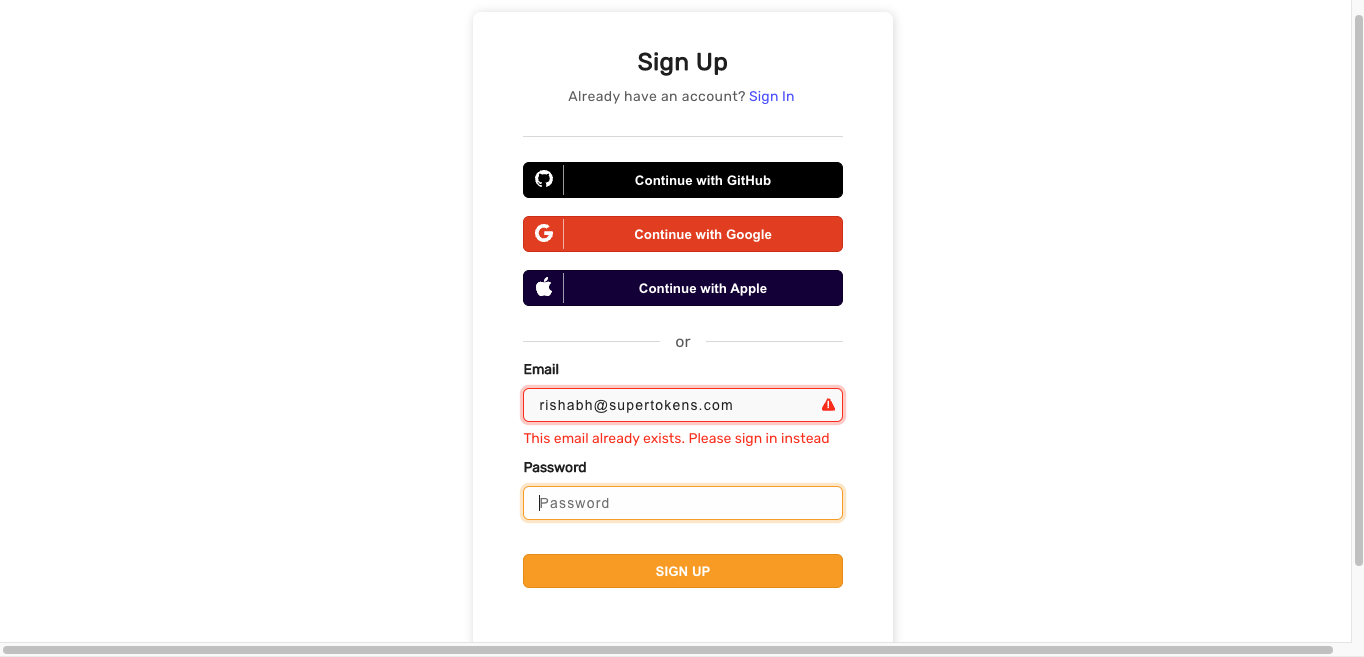 Sign Up
Already have an account? Sign In
Continue with GitHub
Continue with Google
Continue with Apple
or
Email
rishabh@supertokens.com
This email already exists. Please sign in instead
Password
Password
SIGN UP